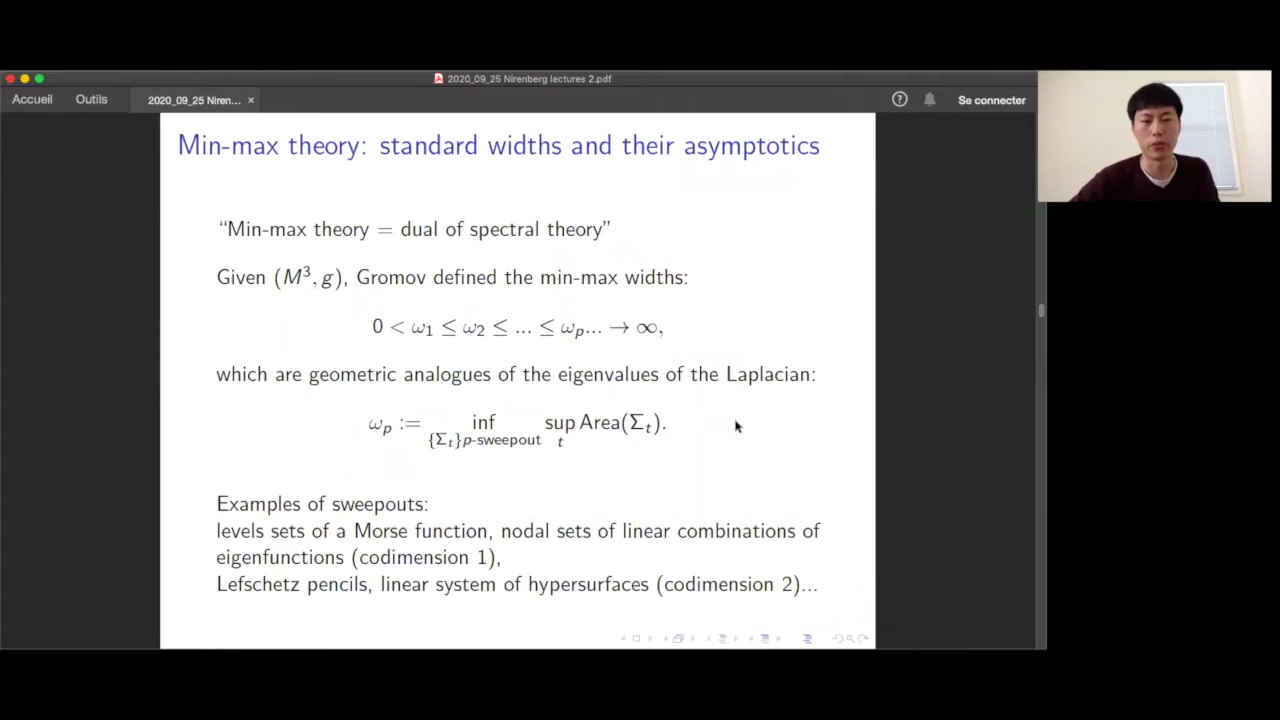 2020_09_25 Nirenberg lectures 2.pdf
Accueil Outils 2020_09_25 Niren... × Se connecter
Min-max theory: standard widths and their asymptotics
“Min-max theory = dual of spectral theory”
Given (M³, g), Gromov defined the min-max widths:
0 < ω₁ ≤ ω₂ ≤ ... ≤ ωₚ... → ∞,
which are geometric analogues of the eigenvalues of the Laplacian:
ωₚ := inf sup Area(Σₜ).
{Σₜ}p-sweepout t
Examples of sweepouts:
levels sets of a Morse function, nodal sets of linear combinations of
eigenfunctions (codimension 1),
Lefschetz pencils, linear system of hypersurfaces (codimension 2)...